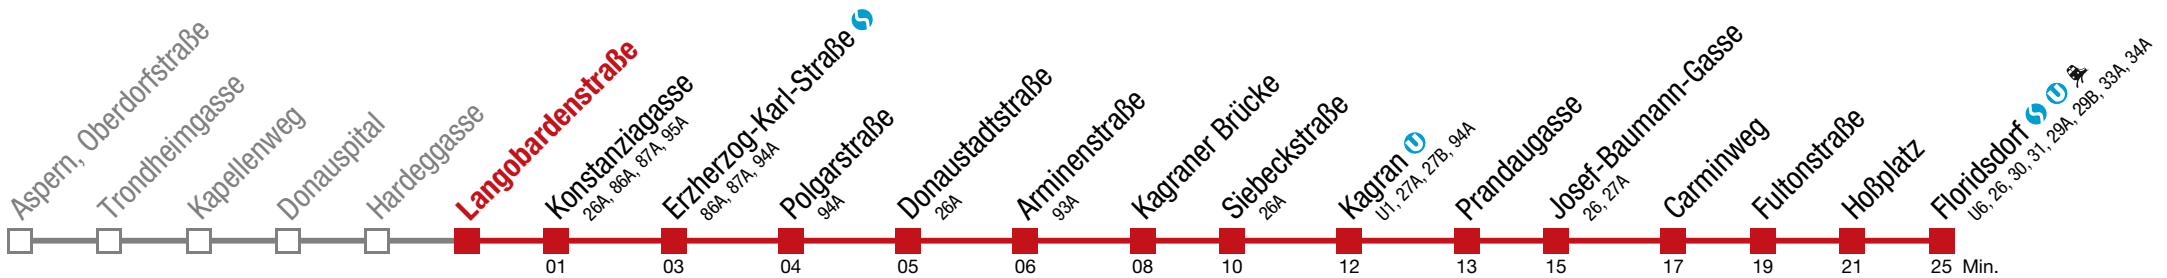 Aspern, Oberdorfstraße
Trondheimgasse
Kapellenweg
Donauspital
Hardeggasse
Langobardenstraße
Konstanziagasse
26A, 86A, 87A, 95A
01
Erzherzog-Karl-Straße
86A, 87A, 94A
03
Polgarstraße
94A
04
Donaustadtstraße
26A
05
Arminenstraße
93A
06
Kagraner Brücke
08
Siebeckstraße
26A
10
Kagran U
U1, 27A, 27B, 94A
12
Prandaugasse
13
Josef-Baumann-Gasse
26, 27A
15
Carminweg
17
Fultonstraße
19
Hoßplatz
21
Floridsdorf U
U6, 26, 30, 31, 29A, 29B, 33A, 34A
25 Min.